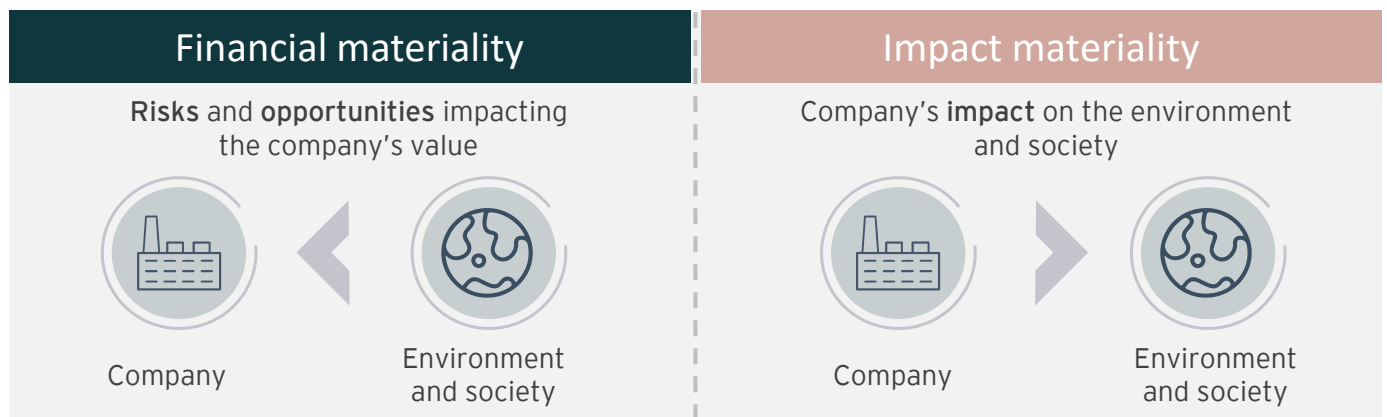 Financial materiality
Risks and opportunities impacting
the company's value
Company
Environment
and society
Impact materiality
Company's impact on the environment
and society
Company
Environment
and society